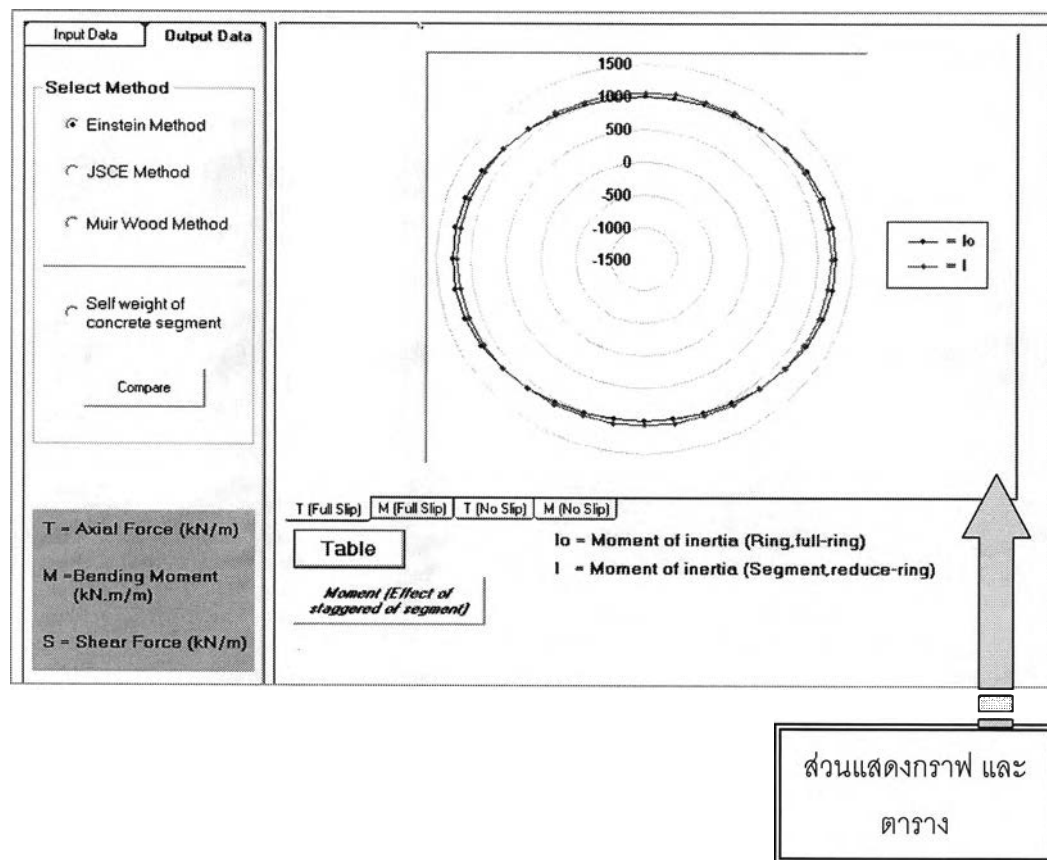 Input Data
Output Data
Select Method
Einstein Method
JSCE Method
Muir Wood Method
Self weight of
concrete segment
Compare
T = Axial Force (kN/m)
M =Bending Moment
(kN.m/m)
S = Shear Force (kN/m)
1500
1000
500
0
-500
-1000
-1500
= Io
= I
T (Full Slip)
M (Full Slip)
T (No Slip)
M (No Slip)
Table
Moment (Effect of
staggered of segment)
Io = Moment of inertia (Ring,full-ring)
I = Moment of inertia (Segment,reduce-ring)
ส่วนแสดงกราฟ และ
ตาราง